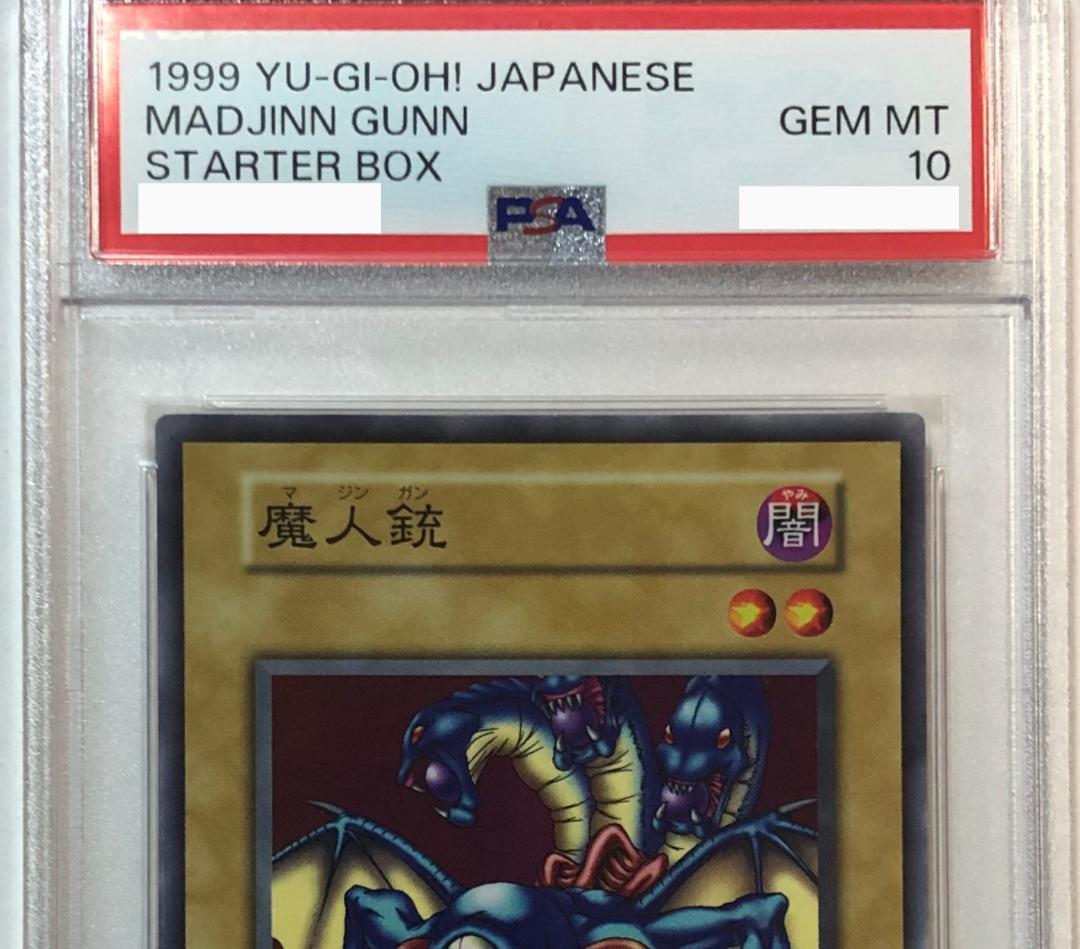 1999 YU-GI-OH! JAPANESE
MADJINN GUNN
GEM MT
STARTER BOX
10
PSA
マ ジン ガン
魔人銃
やみ
闇